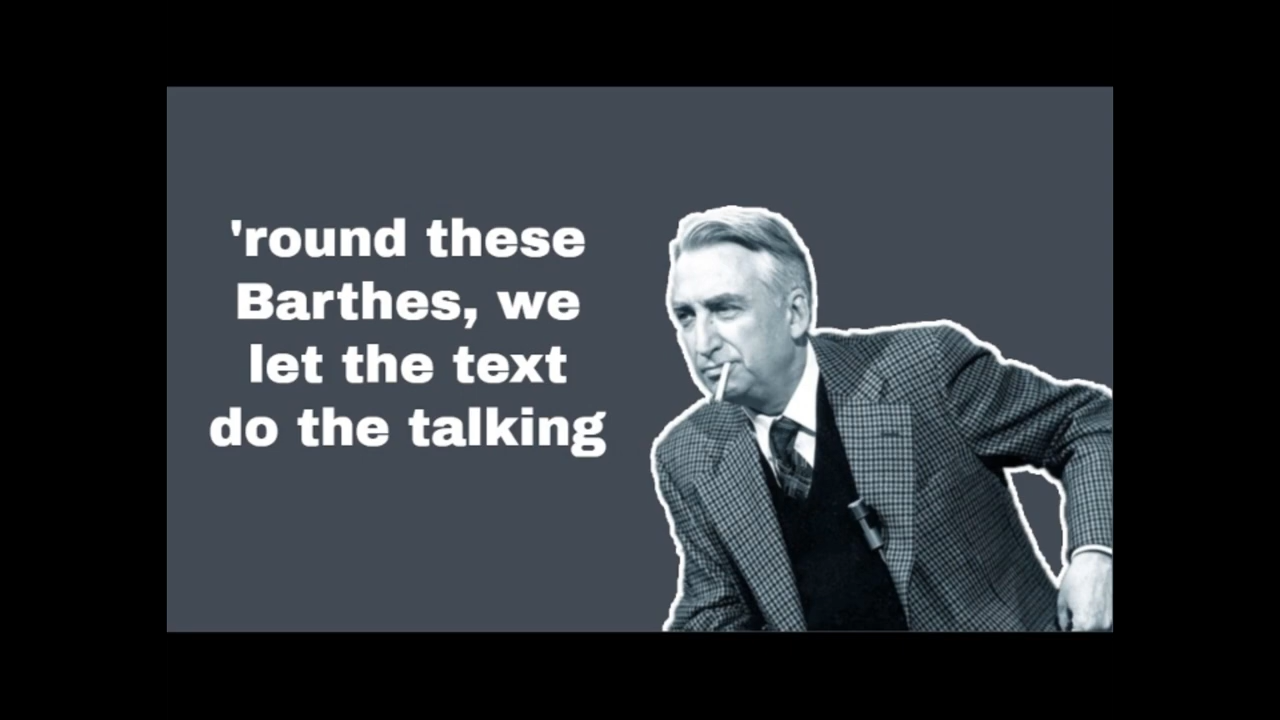 'round these
Barthes, we
let the text
do the talking